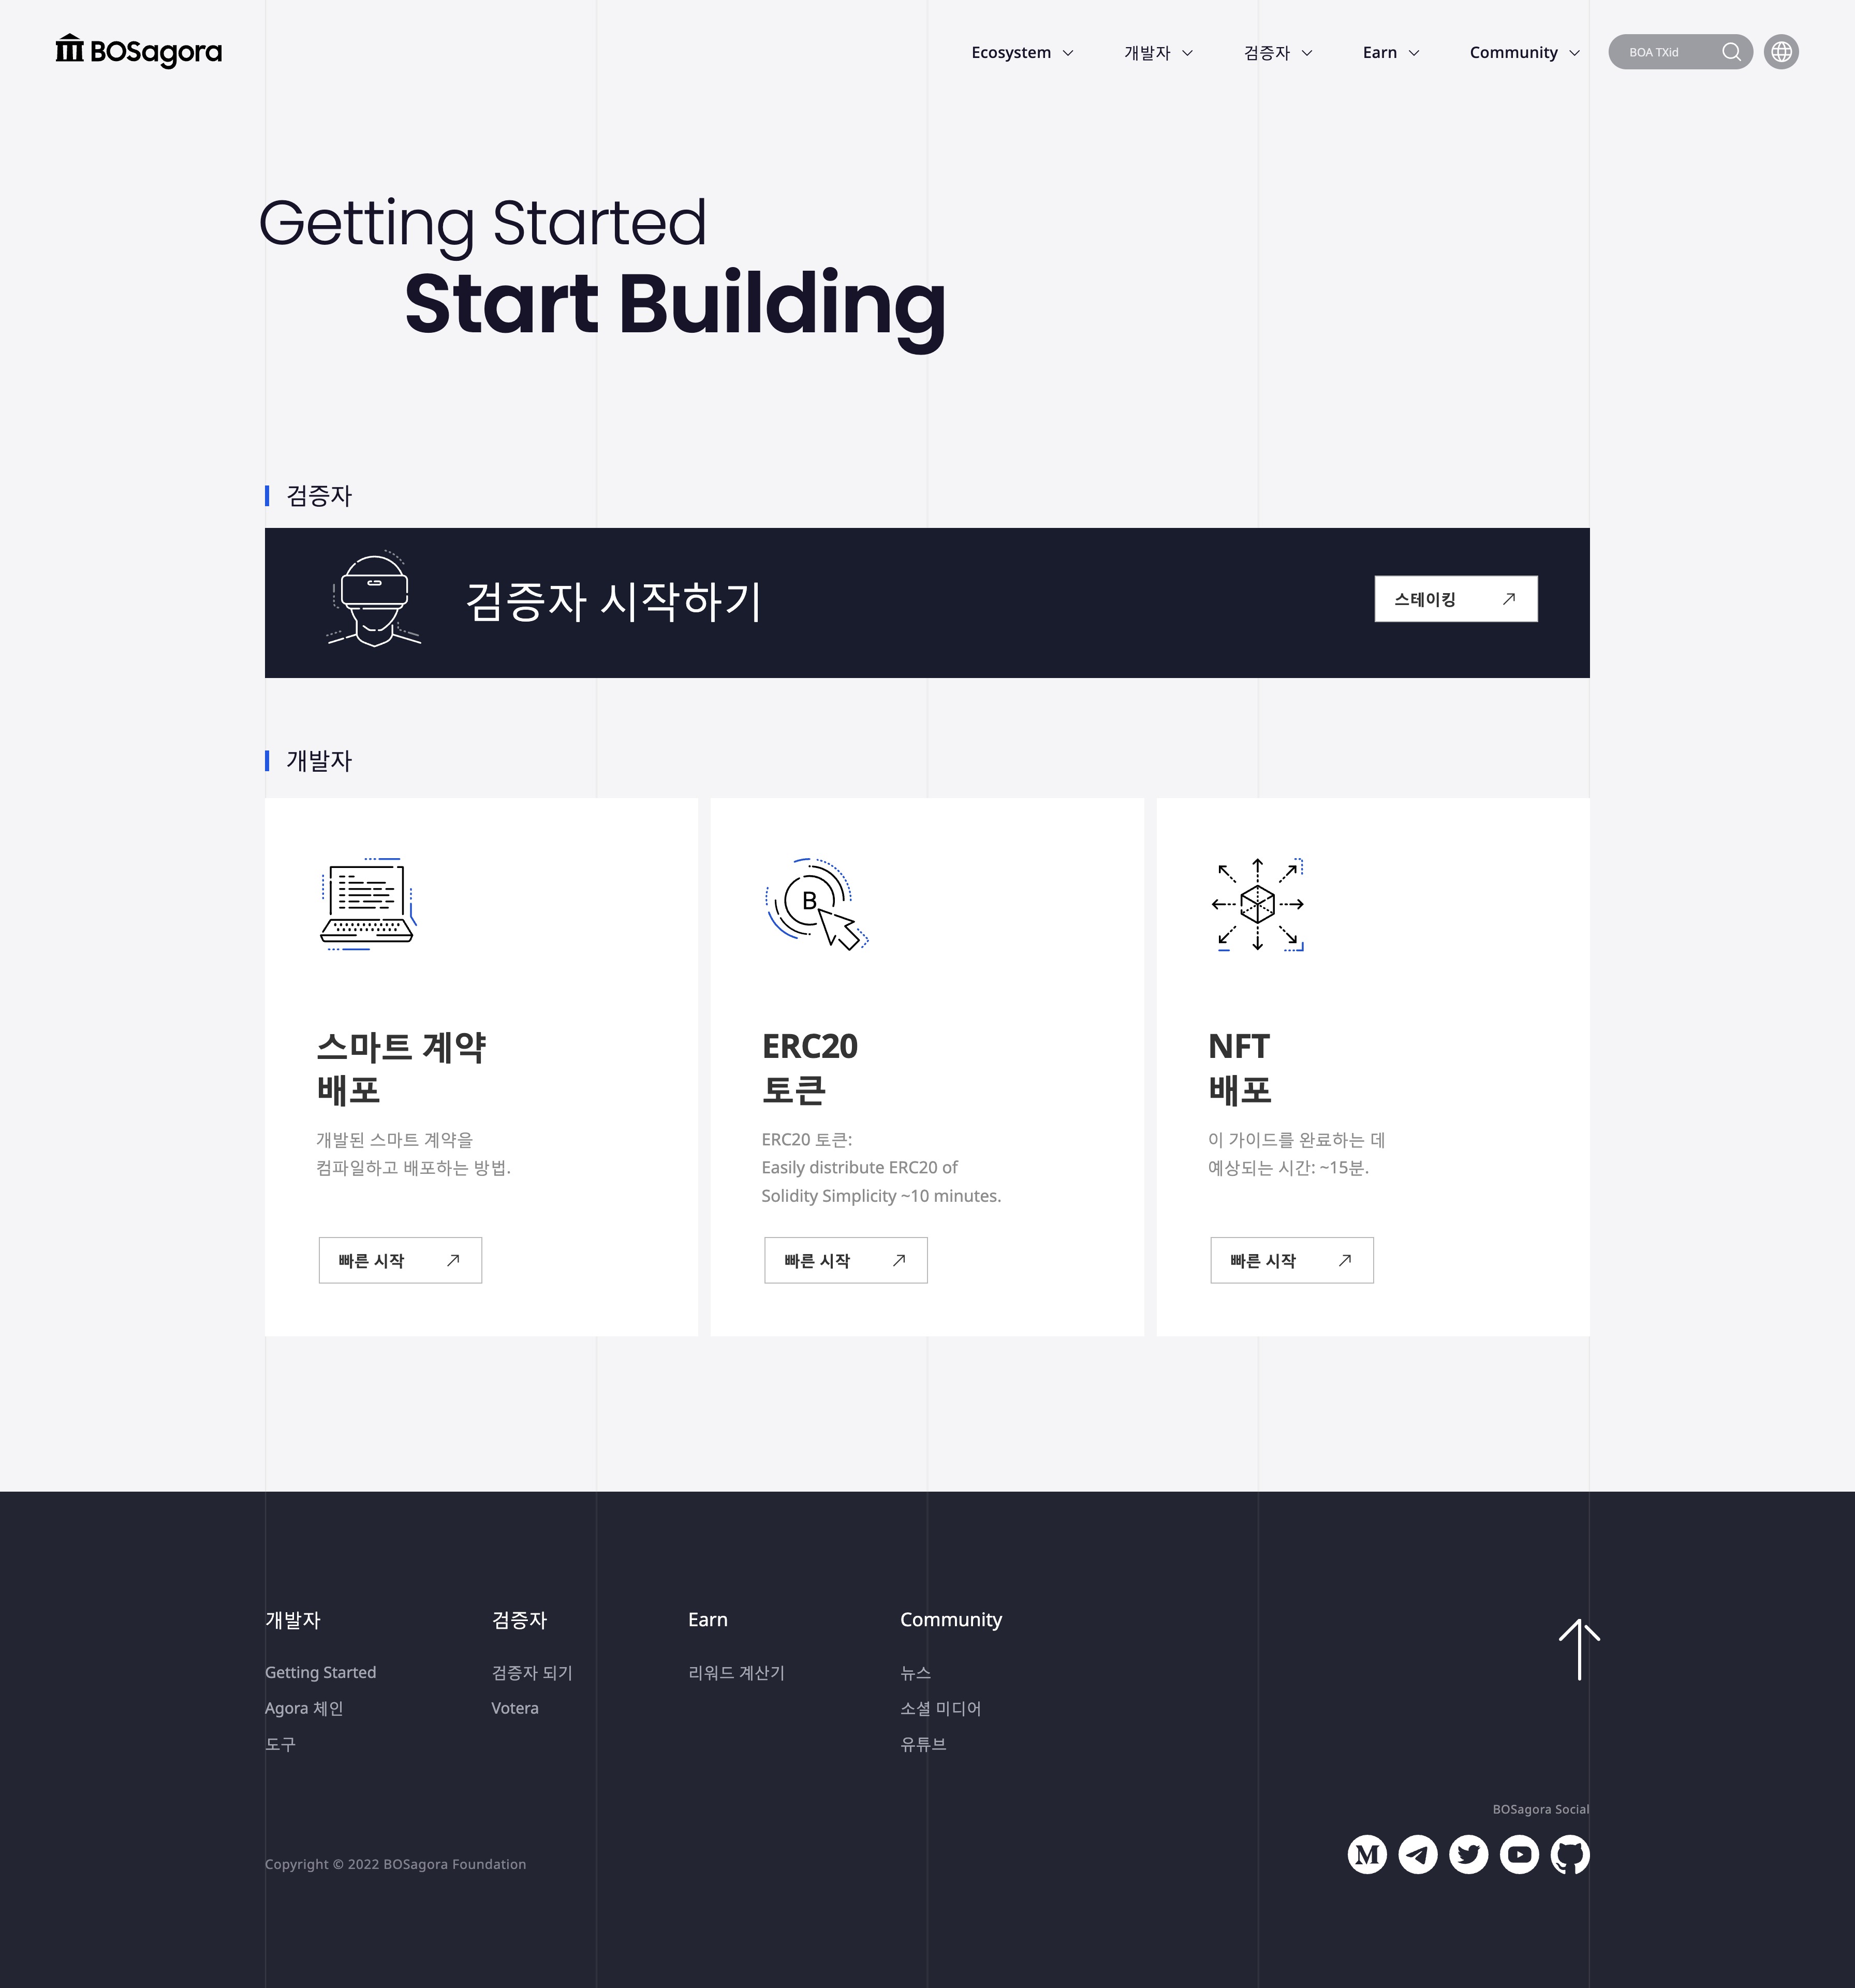 BOSagora
Ecosystem
개발자
검증자
Earn
Community
BOA TXid
Getting Started
Start Building
검증자
검증자 시작하기
스테이킹
개발자
스마트 계약
배포
개발된 스마트 계약을
컴파일하고 배포하는 방법.
빠른 시작
B
ERC20
토큰
ERC20 토큰:
Easily distribute ERC20 of
Solidity Simplicity ~10 minutes.
빠른 시작
NFT
배포
이 가이드를 완료하는 데
예상되는 시간: ~15분.
빠른 시작
개발자
Getting Started
Agora 체인
도구
검증자
검증자 되기
Votera
Earn
리워드 계산기
Community
뉴스
소셜 미디어
유튜브
BOSagora Social
Copyright © 2022 BOSagora Foundation